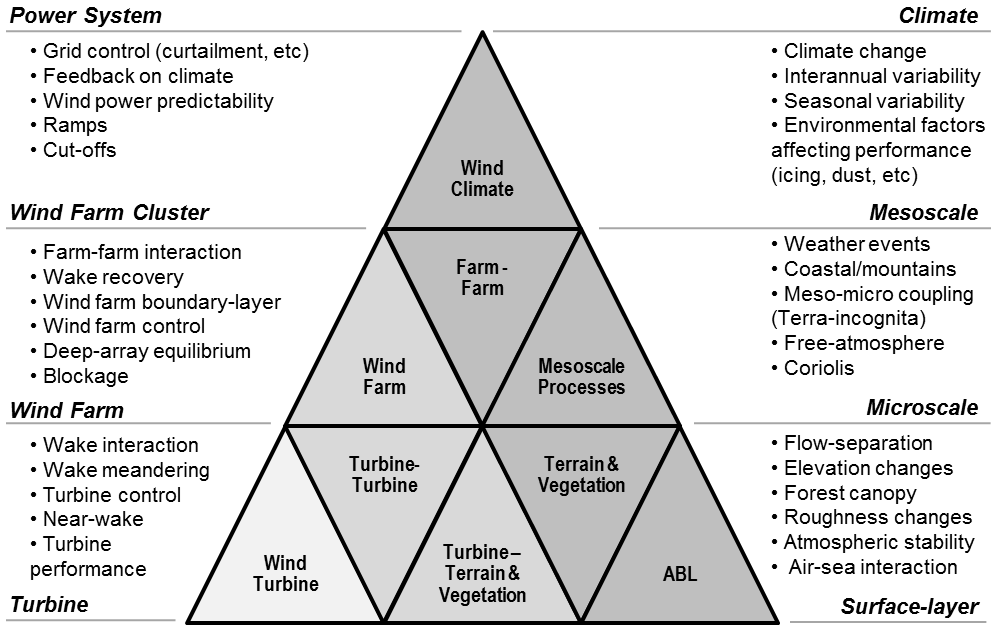 Power System
• Grid control (curtailment, etc)
• Feedback on climate
• Wind power predictability
• Ramps
• Cut-offs
Wind Farm Cluster
• Farm-farm interaction
• Wake recovery
• Wind farm boundary-layer
• Wind farm control
• Deep-array equilibrium
• Blockage
Wind Farm
• Wake interaction
• Wake meandering
• Turbine control
• Near-wake
• Turbine
performance
Turbine
Wind
Climate
Farm -
Farm
Wind
Farm
Mesoscale
Processes
Turbine-
Turbine
Terrain &
Vegetation
Wind
Turbine
Turbine –
Terrain &
Vegetation
ABL
Climate
• Climate change
• Interannual variability
• Seasonal variability
• Environmental factors
affecting performance
(icing, dust, etc)
Mesoscale
• Weather events
• Coastal/mountains
• Meso-micro coupling
(Terra-incognita)
• Free-atmosphere
• Coriolis
Microscale
• Flow-separation
• Elevation changes
• Forest canopy
• Roughness changes
• Atmospheric stability
• Air-sea interaction
Surface-layer